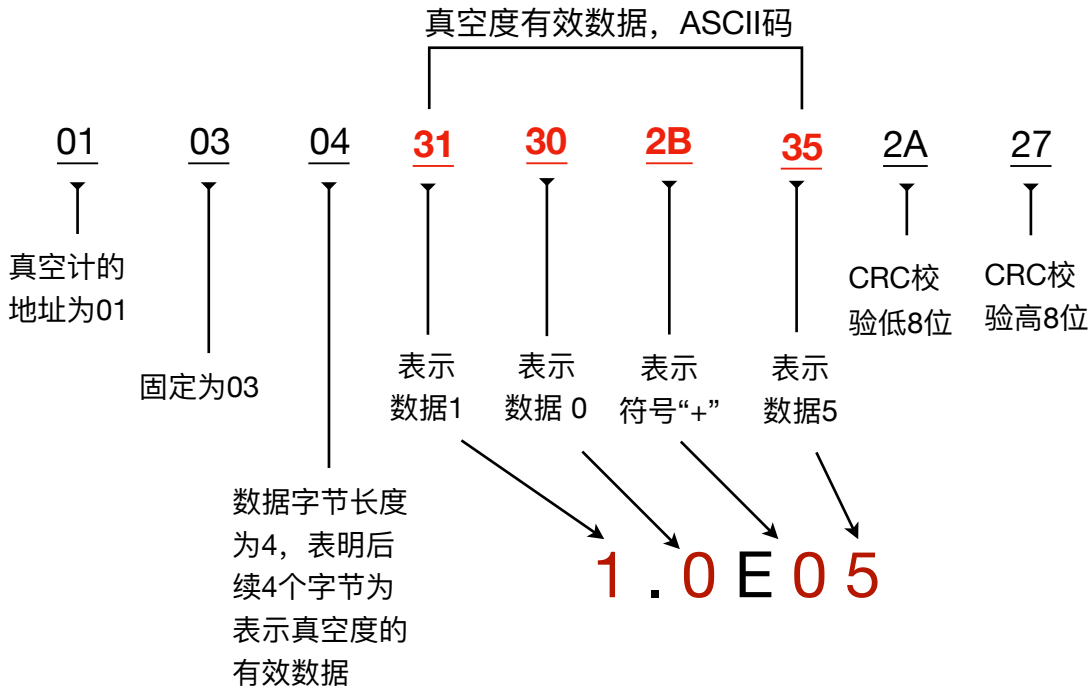 真空度有效数据，ASCII码
01 03 04 31 30 2B 35 2A 27
真空计的
地址为01
固定为03
数据字节长度
为4，表明后
续4个字节为
表示真空度的
有效数据
表示
数据1
表示
数据 0
表示
符号“+”
表示
数据5
CRC校
验低8位
CRC校
验高8位
1.0E05